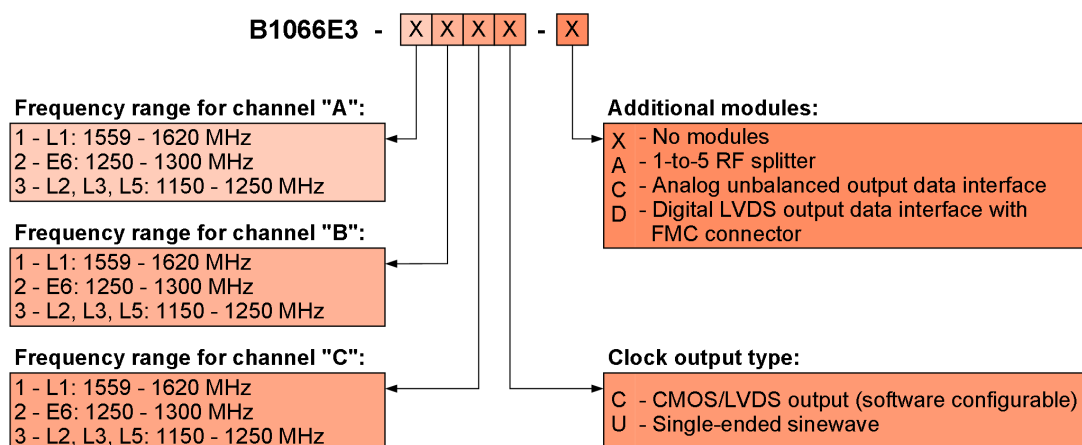 B1066E3 - X X X X - X
Frequency range for channel "A":
1 - L1: 1559 - 1620 MHz
2 - E6: 1250 - 1300 MHz
3 - L2, L3, L5: 1150 - 1250 MHz
Frequency range for channel "B":
1 - L1: 1559 - 1620 MHz
2 - E6: 1250 - 1300 MHz
3 - L2, L3, L5: 1150 - 1250 MHz
Frequency range for channel "C":
1 - L1: 1559 - 1620 MHz
2 - E6: 1250 - 1300 MHz
3 - L2, L3, L5: 1150 - 1250 MHz
Additional modules:
X - No modules
A - 1-to-5 RF splitter
C - Analog unbalanced output data interface
D - Digital LVDS output data interface with
FMC connector
Clock output type:
C - CMOS/LVDS output (software configurable)
U - Single-ended sinewave